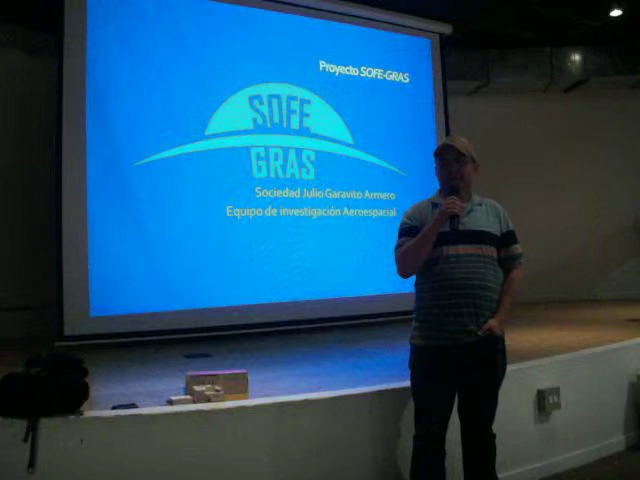 Proyecto SOFE-GRAS
SOFE
GRAS
Sociedad Julio Garavito Armero
Equipo de investigación Aeroespacial